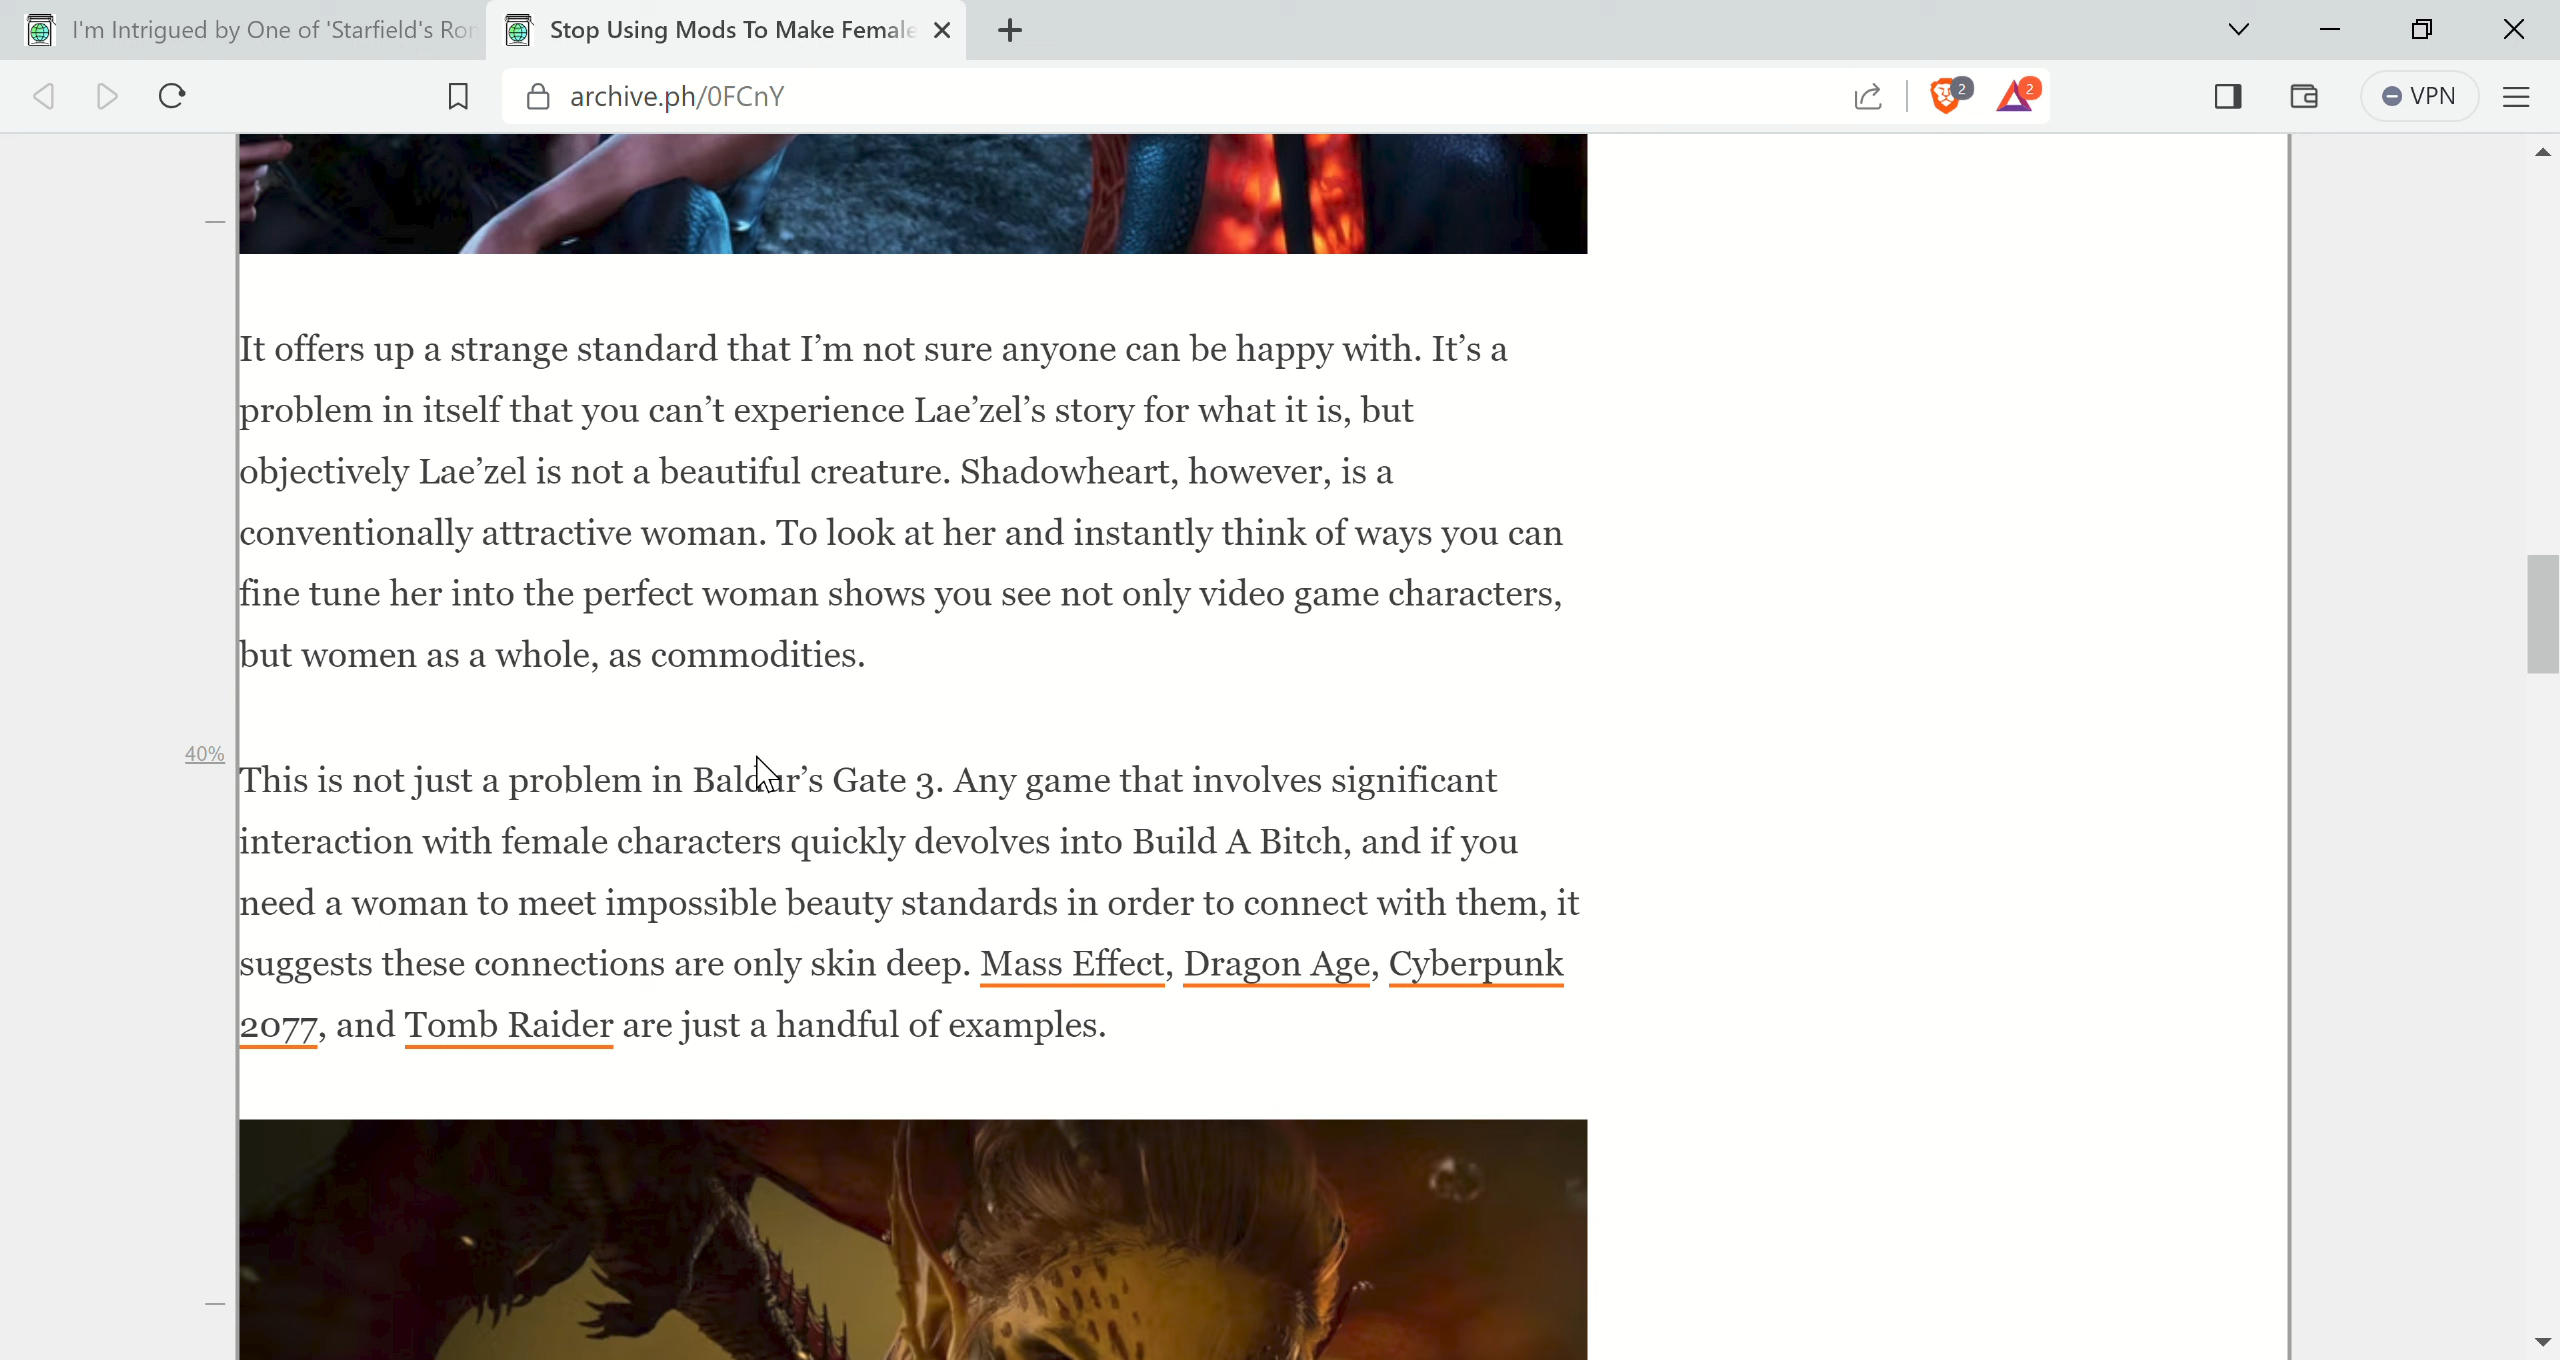 I'm Intrigued by One of 'Starfield's Ror
Stop Using Mods To Make Female
archive.ph/0FCnY
2
2
VPN
It offers up a strange standard that I’m not sure anyone can be happy with. It’s a
problem in itself that you can’t experience Lae’zel’s story for what it is, but
objectively Lae’zel is not a beautiful creature. Shadowheart, however, is a
conventionally attractive woman. To look at her and instantly think of ways you can
fine tune her into the perfect woman shows you see not only video game characters,
but women as a whole, as commodities.
40%
This is not just a problem in Baldur’s Gate 3. Any game that involves significant
interaction with female characters quickly devolves into Build A Bitch, and if you
need a woman to meet impossible beauty standards in order to connect with them, it
suggests these connections are only skin deep. Mass Effect, Dragon Age, Cyberpunk
2077, and Tomb Raider are just a handful of examples.